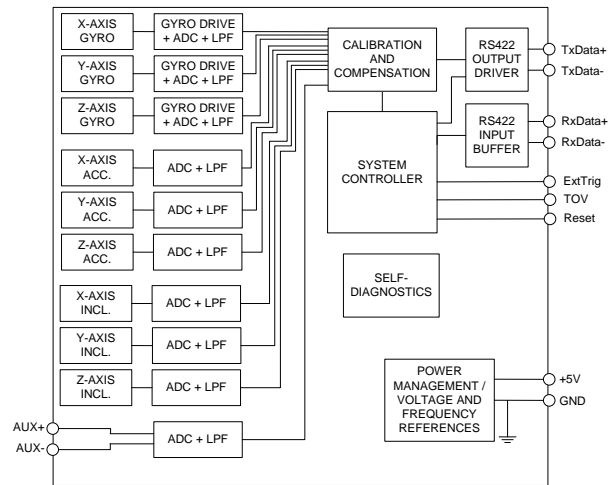 X-AXIS
GYRO
GYRO DRIVE
+ ADC + LPF
Y-AXIS
GYRO
GYRO DRIVE
+ ADC + LPF
Z-AXIS
GYRO
GYRO DRIVE
+ ADC + LPF
X-AXIS
ACC.
ADC + LPF
Y-AXIS
ACC.
ADC + LPF
Z-AXIS
ACC.
ADC + LPF
X-AXIS
INCL.
ADC + LPF
Y-AXIS
INCL.
ADC + LPF
Z-AXIS
INCL.
ADC + LPF
AUX+
AUX-
ADC + LPF
CALIBRATION
AND
COMPENSATION
RS422
OUTPUT
DRIVER
TxData+
TxData-
RS422
INPUT
BUFFER
RxData+
RxData-
SYSTEM
CONTROLLER
ExtTrig
TOV
Reset
SELF-
DIAGNOSTICS
POWER
MANAGEMENT /
VOLTAGE AND
FREQUENCY
REFERENCES
+5V
GND